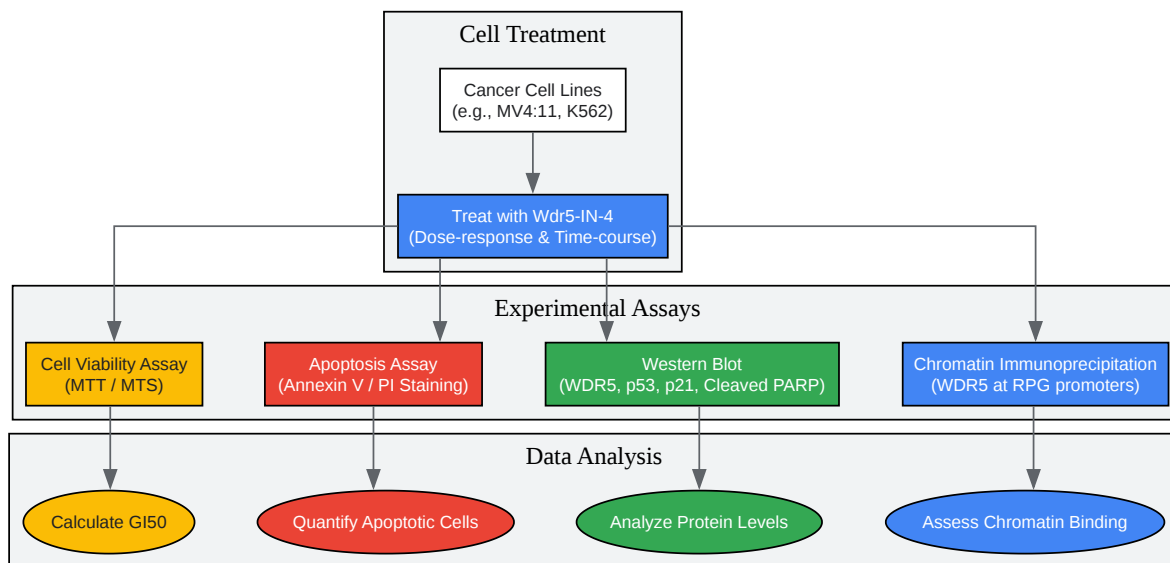 Cell Treatment
Cancer Cell Lines
(e.g., MV4:11, K562)
Treat with Wdr5-IN-4
(Dose-response & Time-course)
Experimental Assays
Cell Viability Assay
(MTT / MTS)
Apoptosis Assay
(Annexin V / PI Staining)
Western Blot
(WDR5, p53, p21, Cleaved PARP)
Chromatin Immunoprecipitation
(WDR5 at RPG promoters)
Data Analysis
Calculate GI50
Quantify Apoptotic Cells
Analyze Protein Levels
Assess Chromatin Binding